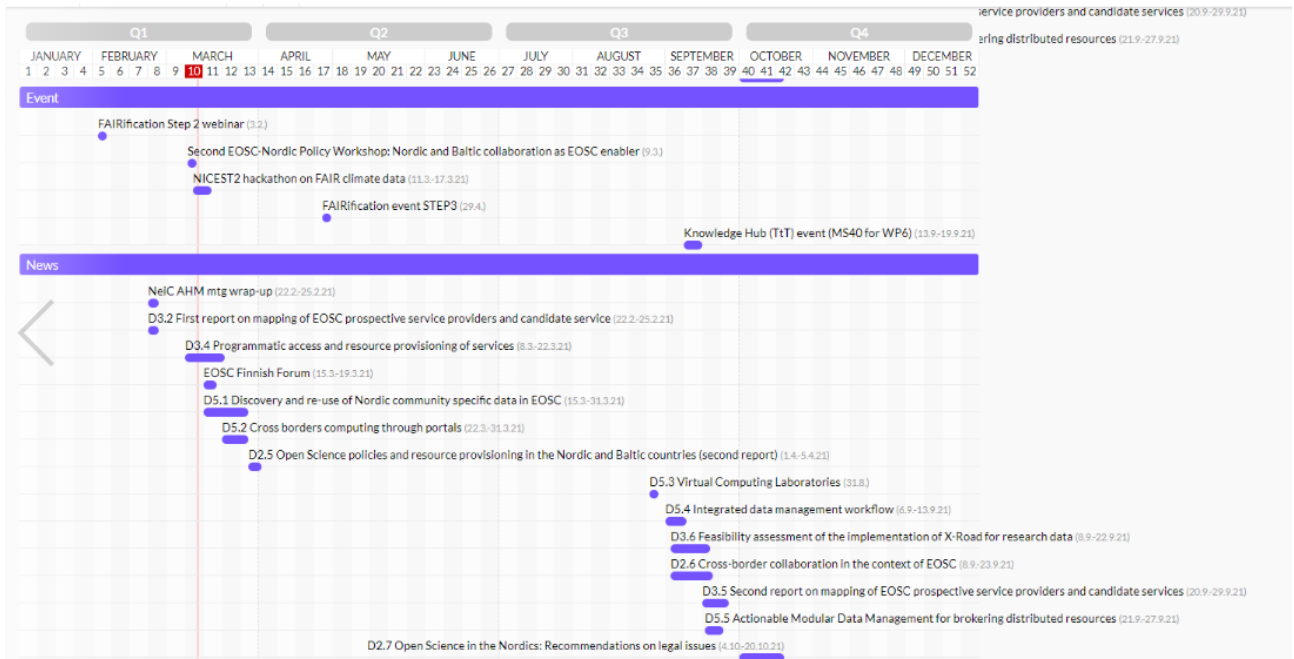 service providers and candidate services (20.9.-29.9.21)
Q1 Q2 Q3 Q4
ering distributed resources (21.9.-27.9.21)
JANUARY FEBRUARY MARCH APRIL MAY JUNE JULY AUGUST SEPTEMBER OCTOBER NOVEMBER DECEMBER
1 2 3 4 5 6 7 8 9 10 11 12 13 14 15 16 17 18 19 20 21 22 23 24 25 26 27 28 29 30 31 32 33 34 35 36 37 38 39 40 41 42 43 44 45 46 47 48 49 50 51 52
Event
FAIRification Step 2 webinar (3.2.)
Second EOSC-Nordic Policy Workshop: Nordic and Baltic collaboration as EOSC enabler (9.3.)
NICEST2 hackathon on FAIR climate data (11.3.-17.3.21)
FAIRification event STEP3 (29.4.)
Knowledge Hub (TtT) event (MS40 for WP6) (13.9.-19.9.21)
News
NeIC AHM mtg wrap-up (22.2.-25.2.21)
D3.2 First report on mapping of EOSC prospective service providers and candidate service (22.2.-25.2.21)
D3.4 Programmatic access and resource provisioning of services (8.3.-22.3.21)
EOSC Finnish Forum (15.3.-19.3.21)
D5.1 Discovery and re-use of Nordic community specific data in EOSC (15.3.-31.3.21)
D5.2 Cross borders computing through portals (22.3.-31.3.21)
D2.5 Open Science policies and resource provisioning in the Nordic and Baltic countries (second report) (1.4.-5.4.21)
D5.3 Virtual Computing Laboratories (31.8.)
D5.4 Integrated data management workflow (6.9.-13.9.21)
D3.6 Feasibility assessment of the implementation of X-Road for research data (8.9.-22.9.21)
D2.6 Cross-border collaboration in the context of EOSC (8.9.-23.9.21)
D3.5 Second report on mapping of EOSC prospective service providers and candidate services (20.9.-29.9.21)
D5.5 Actionable Modular Data Management for brokering distributed resources (21.9.-27.9.21)
D2.7 Open Science in the Nordics: Recommendations on legal issues (4.10.-20.10.21)